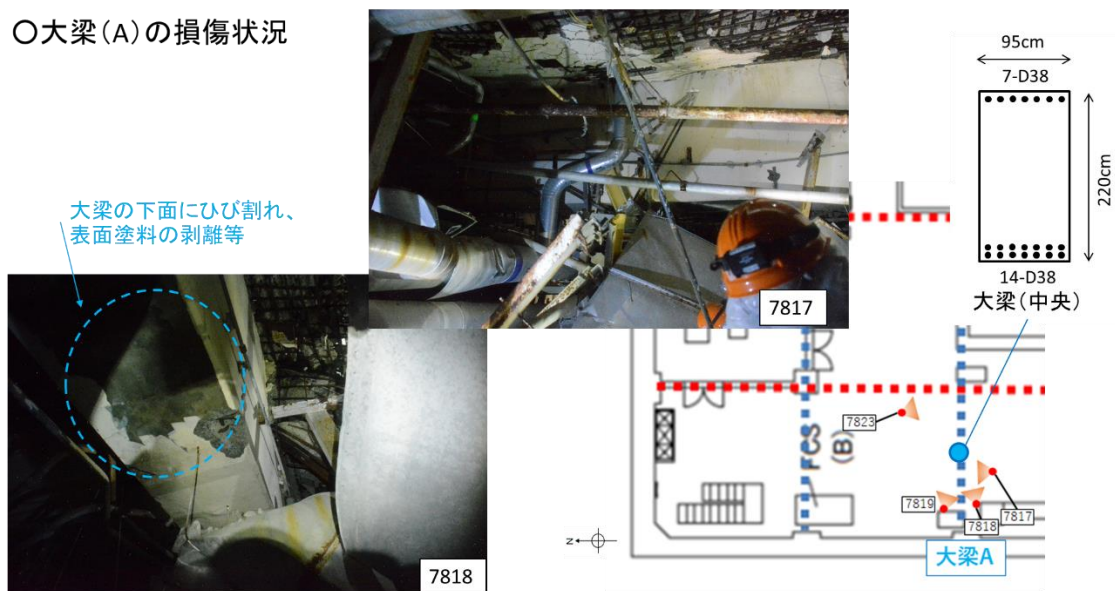 〇大梁(A)の損傷状況
大梁の下面にひび割れ、
表面塗料の剥離等
7817
7818
95cm
7-D38
220cm
14-D38
大梁(中央)
7823
FCS
(B)
7819
7818
7817
N
大梁A